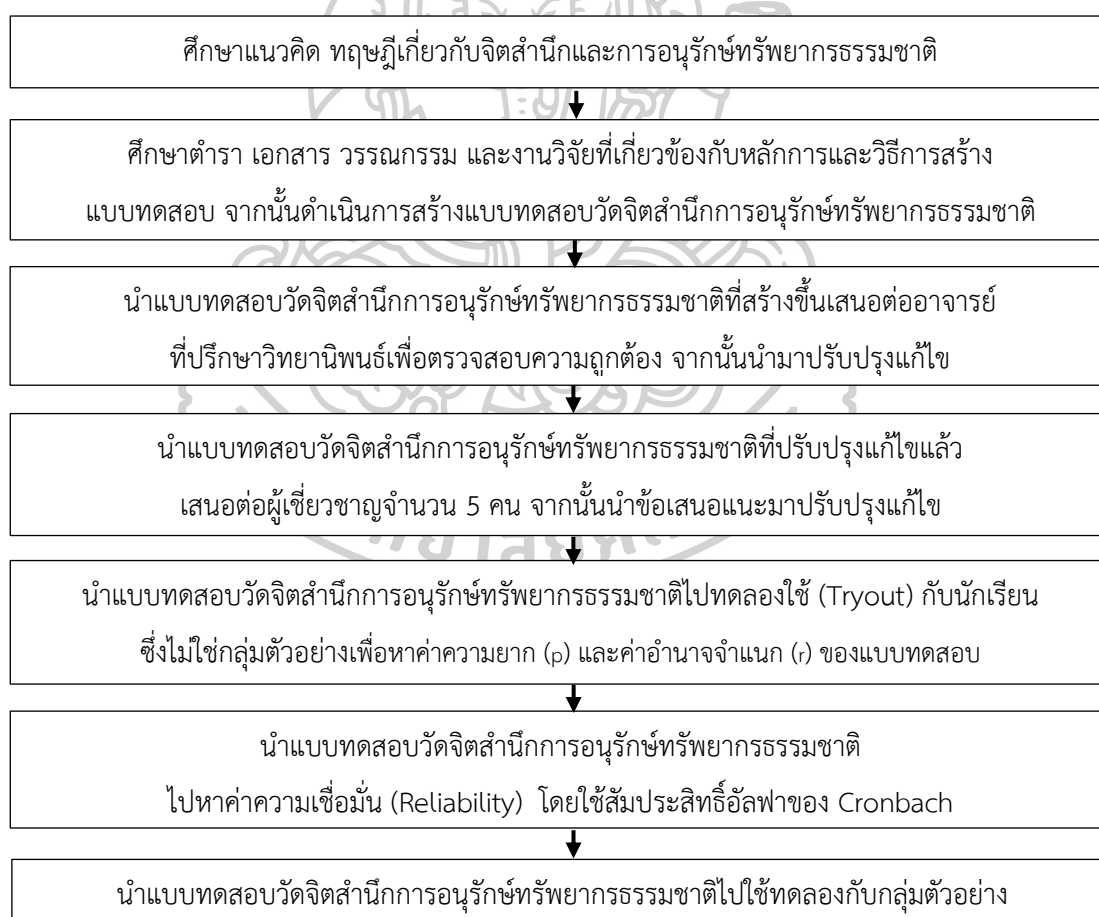 ศึกษาแนวคิด ทฤษฎีเกี่ยวกับจิตสำนึกและการอนุรักษ์ทรัพยากรธรรมชาติ
ศึกษาตำรา เอกสาร วรรณกรรม และงานวิจัยที่เกี่ยวข้องกับหลักการและวิธีการสร้าง
แบบทดสอบ จากนั้นดำเนินการสร้างแบบทดสอบวัดจิตสำนึกการอนุรักษ์ทรัพยากรธรรมชาติ
นำแบบทดสอบวัดจิตสำนึกการอนุรักษ์ทรัพยากรธรรมชาติที่สร้างขึ้นเสนอต่ออาจารย์
ที่ปรึกษาวิทยานิพนธ์เพื่อตรวจสอบความถูกต้อง จากนั้นนำมาปรับปรุงแก้ไข
นำแบบทดสอบวัดจิตสำนึกการอนุรักษ์ทรัพยากรธรรมชาติที่ปรับปรุงแก้ไขแล้ว
เสนอต่อผู้เชี่ยวชาญจำนวน 5 คน จากนั้นนำข้อเสนอแนะมาปรับปรุงแก้ไข
นำแบบทดสอบวัดจิตสำนึกการอนุรักษ์ทรัพยากรธรรมชาติไปทดลองใช้ (Tryout) กับนักเรียน
ซึ่งไม่ใช่กลุ่มตัวอย่างเพื่อหาค่าความยาก (p) และค่าอำนาจจำแนก (r) ของแบบทดสอบ
นำแบบทดสอบวัดจิตสำนึกการอนุรักษ์ทรัพยากรธรรมชาติ
ไปหาค่าความเชื่อมั่น (Reliability) โดยใช้สัมประสิทธิ์อัลฟาของ Cronbach
นำแบบทดสอบวัดจิตสำนึกการอนุรักษ์ทรัพยากรธรรมชาติไปใช้ทดลองกับกลุ่มตัวอย่าง